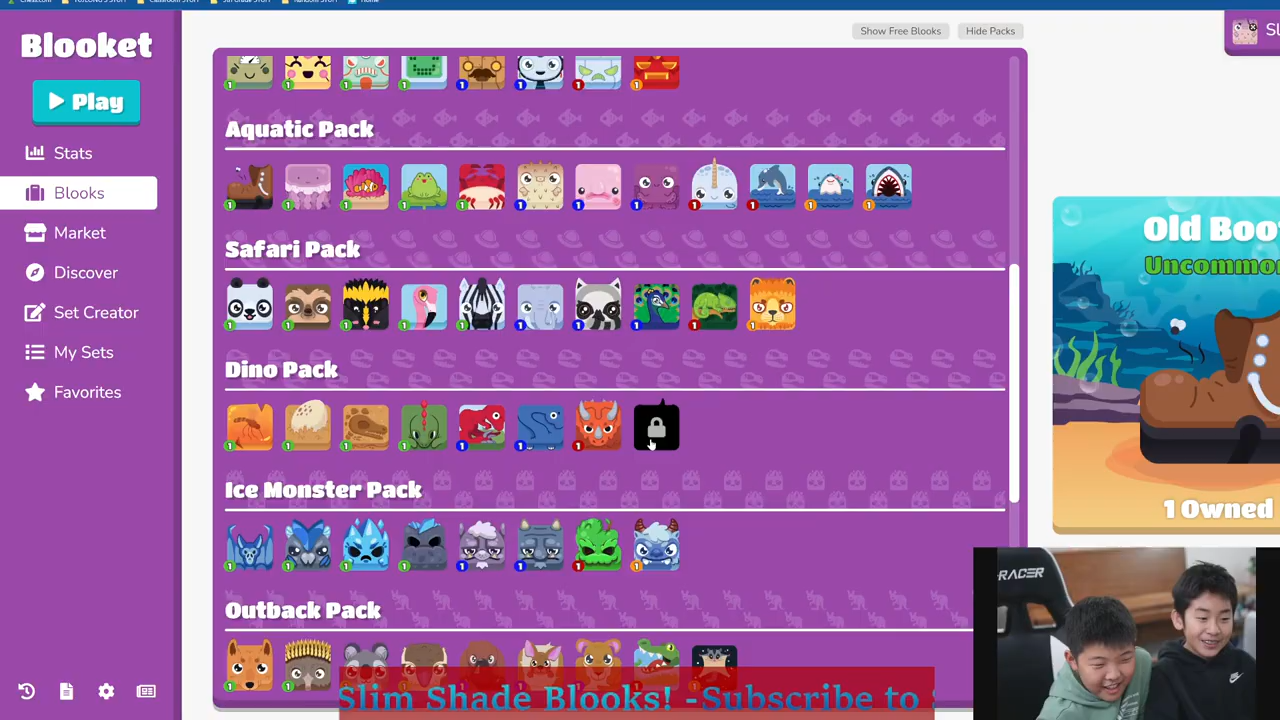 Show Free Blooks
Hide Packs
Blooket
Play
Stats
Blooks
Market
Discover
Set Creator
My Sets
Favorites
Aquatic Pack
Safari Pack
Dino Pack
Ice Monster Pack
Outback Pack
Old Boo
Uncommo
1 Owned
RACER
Slim Shade Blooks! -Subscribe to